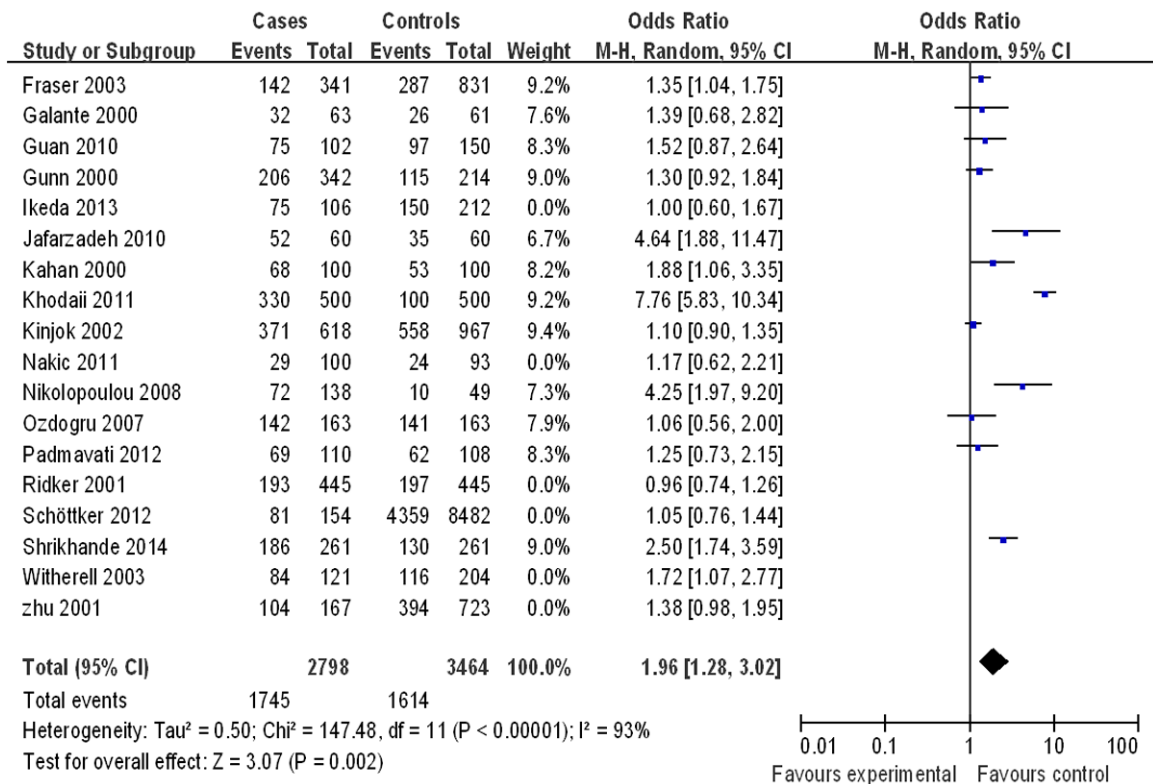 Cases Controls Odds Ratio Odds Ratio
Study or Subgroup Events Total Events Total Weight M-H, Random, 95% CI M-H, Random, 95% CI
Fraser 2003 142 341 287 831 9.2% 1.35 [1.04, 1.75]
Galante 2000 32 63 26 61 7.6% 1.39 [0.68, 2.82]
Guan 2010 75 102 97 150 8.3% 1.52 [0.87, 2.64]
Gunn 2000 206 342 115 214 9.0% 1.30 [0.92, 1.84]
Ikeda 2013 75 106 150 212 0.0% 1.00 [0.60, 1.67]
Jafarzadeh 2010 52 60 35 60 6.7% 4.64 [1.88, 11.47]
Kahan 2000 68 100 53 100 8.2% 1.88 [1.06, 3.35]
Khodaii 2011 330 500 100 500 9.2% 7.76 [5.83, 10.34]
Kinjok 2002 371 618 558 967 9.4% 1.10 [0.90, 1.35]
Nakic 2011 29 100 24 93 0.0% 1.17 [0.62, 2.21]
Nikolopoulou 2008 72 138 10 49 7.3% 4.25 [1.97, 9.20]
Ozdogru 2007 142 163 141 163 7.9% 1.06 [0.56, 2.00]
Padmavati 2012 69 110 62 108 8.3% 1.25 [0.73, 2.15]
Ridker 2001 193 445 197 445 0.0% 0.96 [0.74, 1.26]
Schöttker 2012 81 154 4359 8482 0.0% 1.05 [0.76, 1.44]
Shrikhande 2014 186 261 130 261 9.0% 2.50 [1.74, 3.59]
Witherell 2003 84 121 116 204 0.0% 1.72 [1.07, 2.77]
zhu 2001 104 167 394 723 0.0% 1.38 [0.98, 1.95]
Total (95% CI) 2798 3464 100.0% 1.96 [1.28, 3.02]
Total events 1745 1614
Heterogeneity: Tau² = 0.50; Chi² = 147.48, df = 11 (P < 0.00001); I² = 93%
Test for overall effect: Z = 3.07 (P = 0.002)
0.01 0.1 1 10 100
Favours experimental Favours control